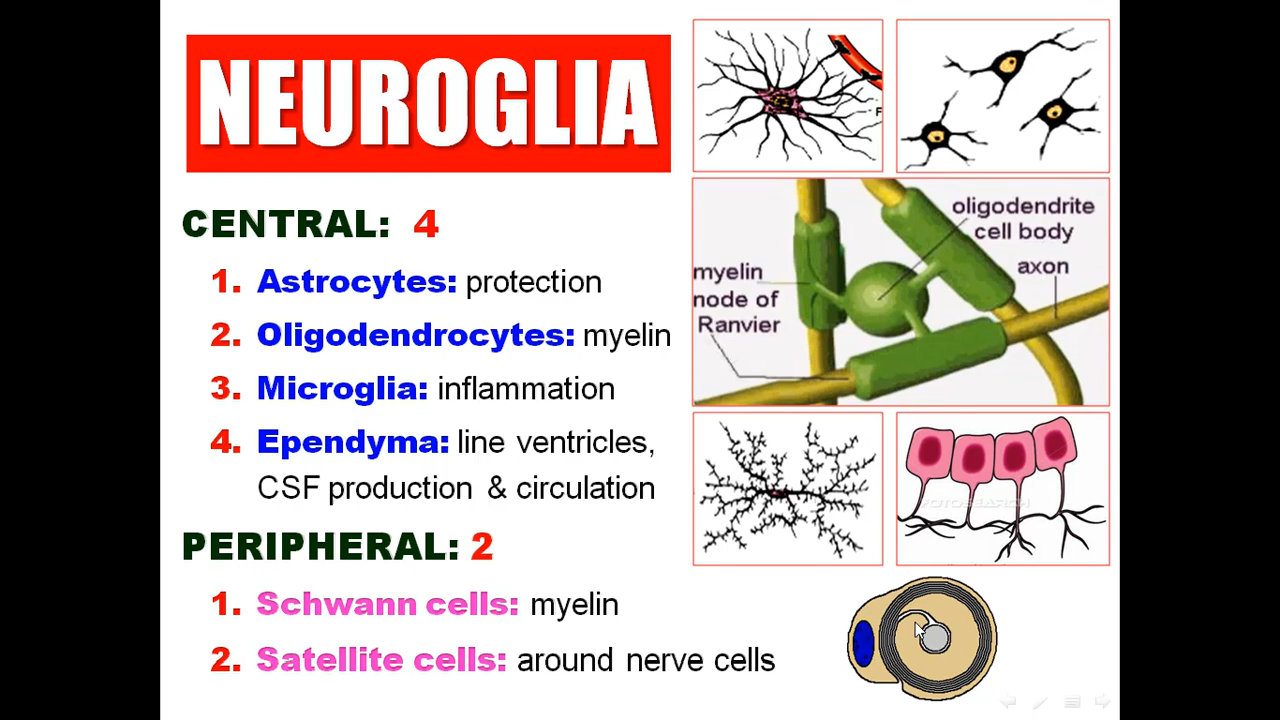 NEUROGLIA
CENTRAL: 4
1. Astrocytes: protection
2. Oligodendrocytes: myelin
3. Microglia: inflammation
4. Ependyma: line ventricles,
CSF production & circulation
PERIPHERAL: 2
1. Schwann cells: myelin
2. Satellite cells: around nerve cells
F
oligodendrite
cell body
axon
myelin
node of
Ranvier
FOTOSEARCH